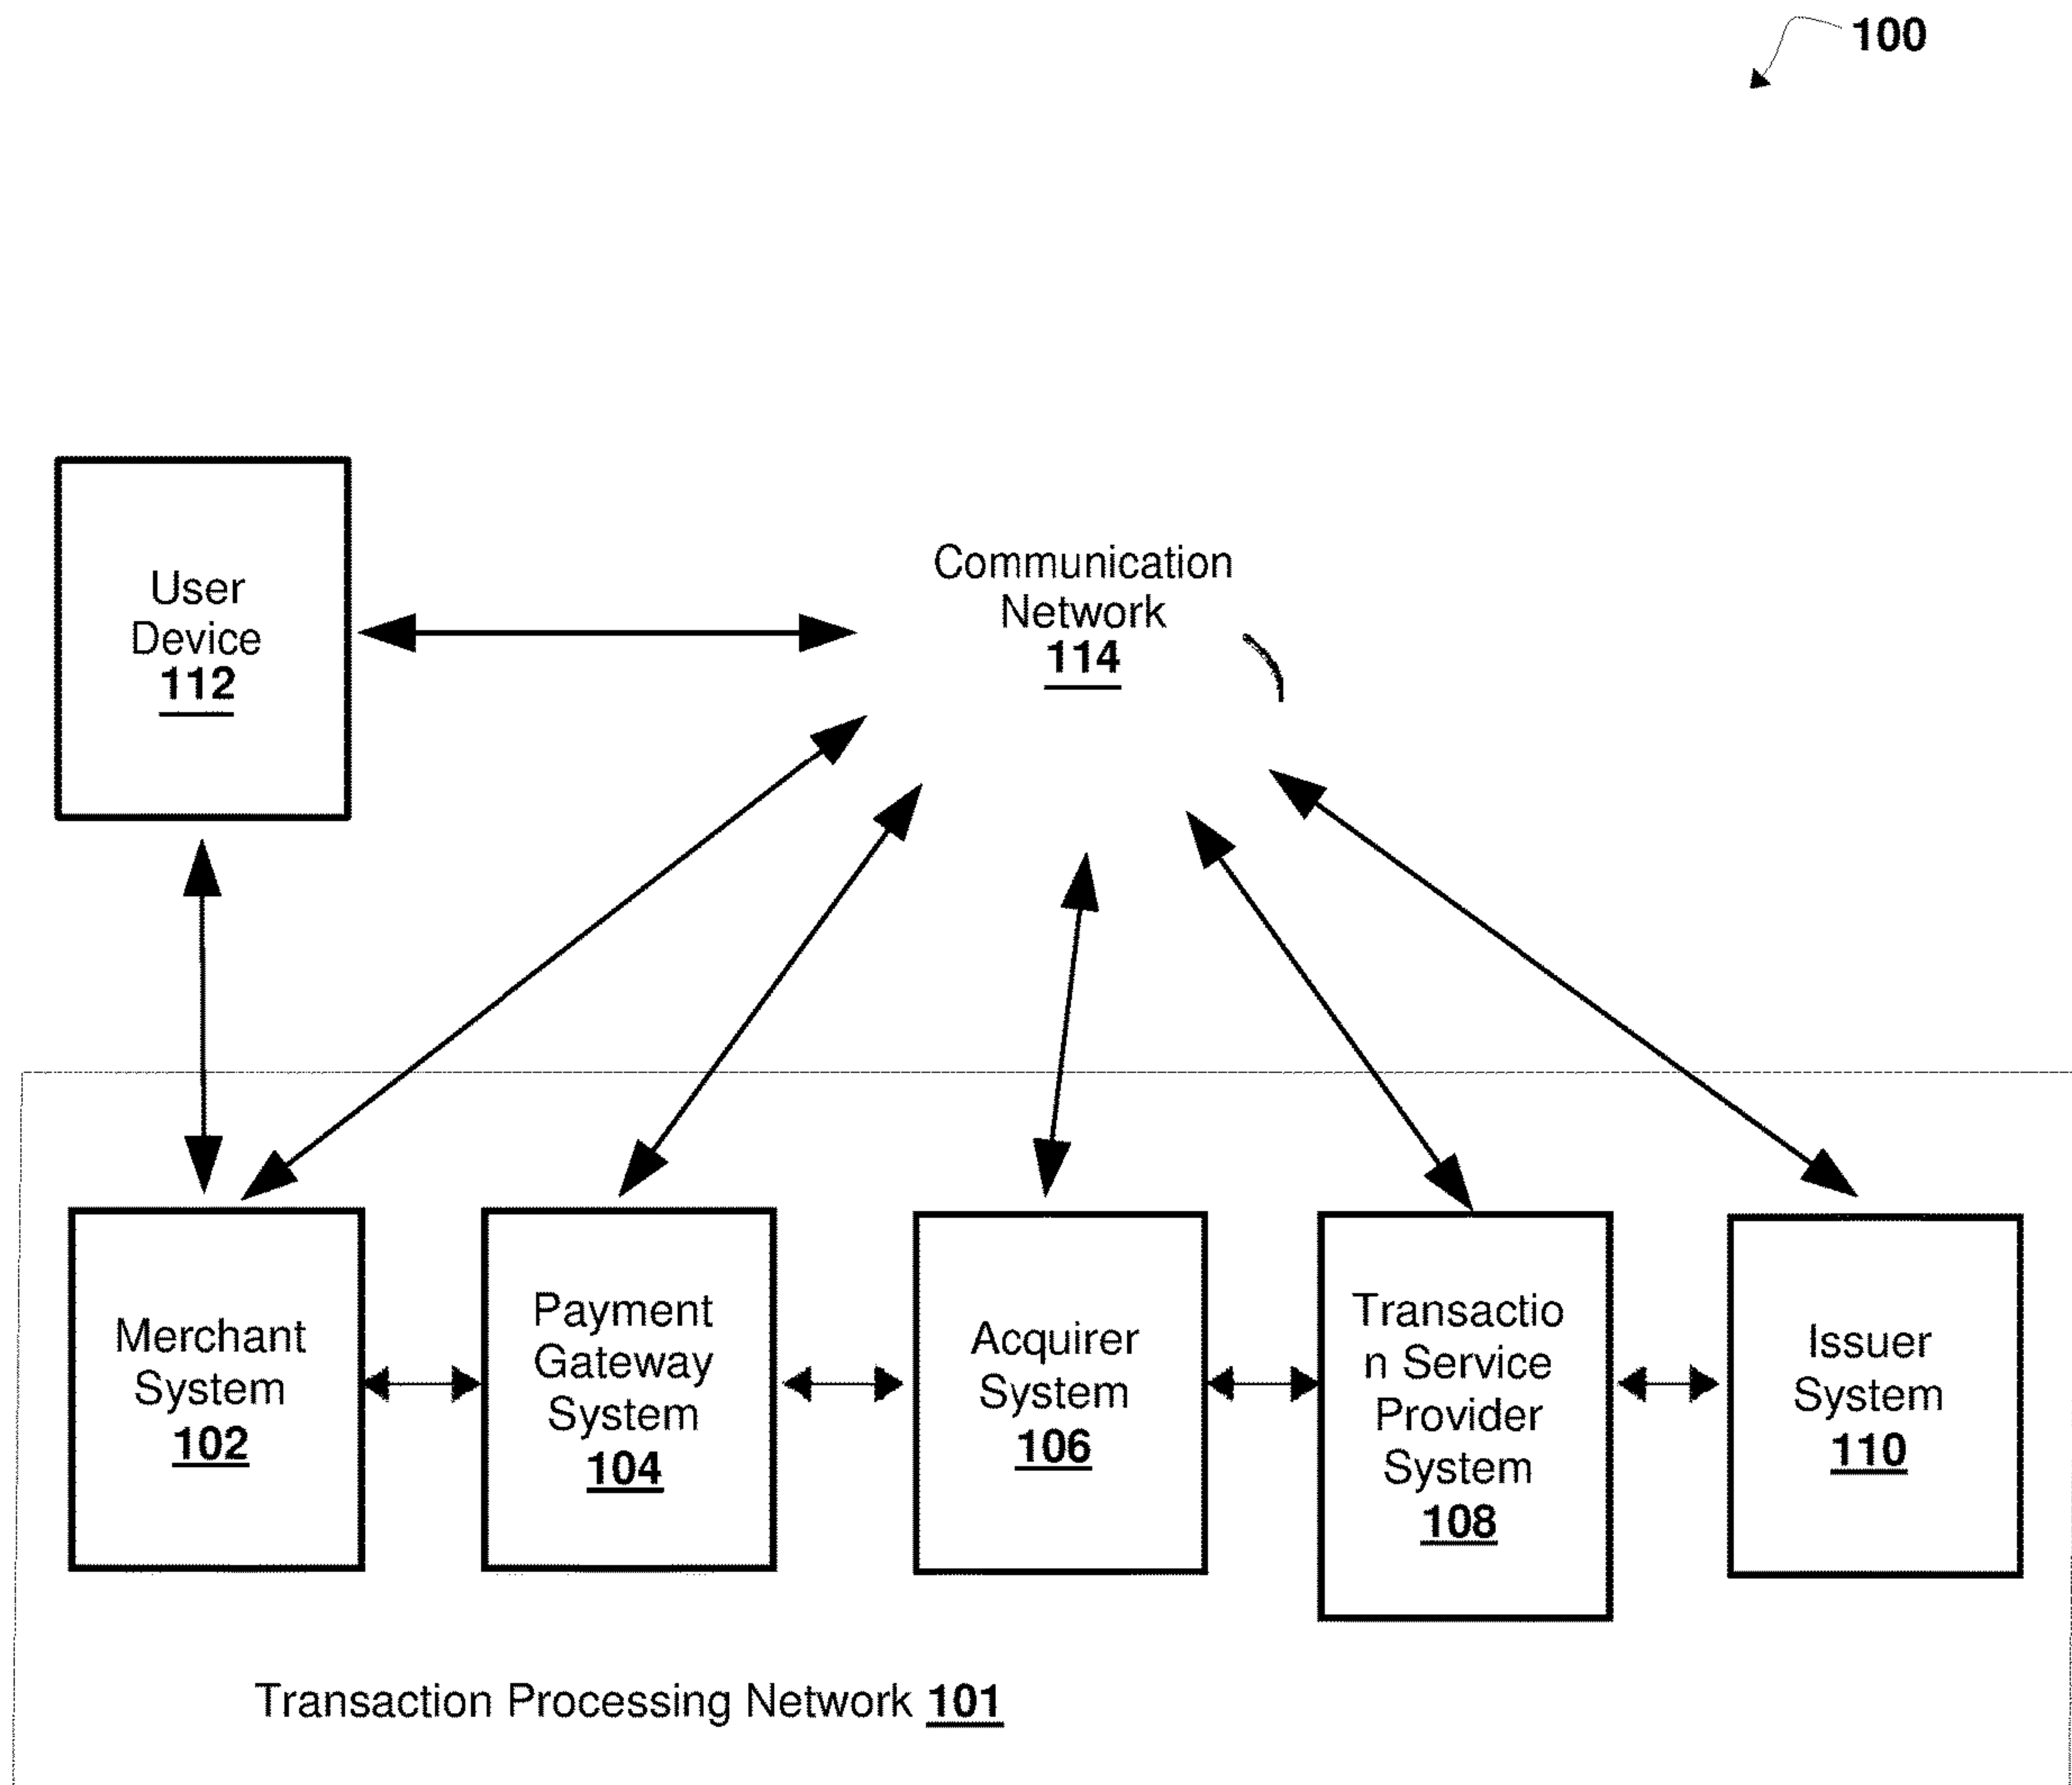 100
User
Device
112
Communication
Network
114
Merchant
System
102
Payment
Gateway
System
104
Acquirer
System
106
Transactio
n Service
Provider
System
108
Issuer
System
110
Transaction Processing Network 101